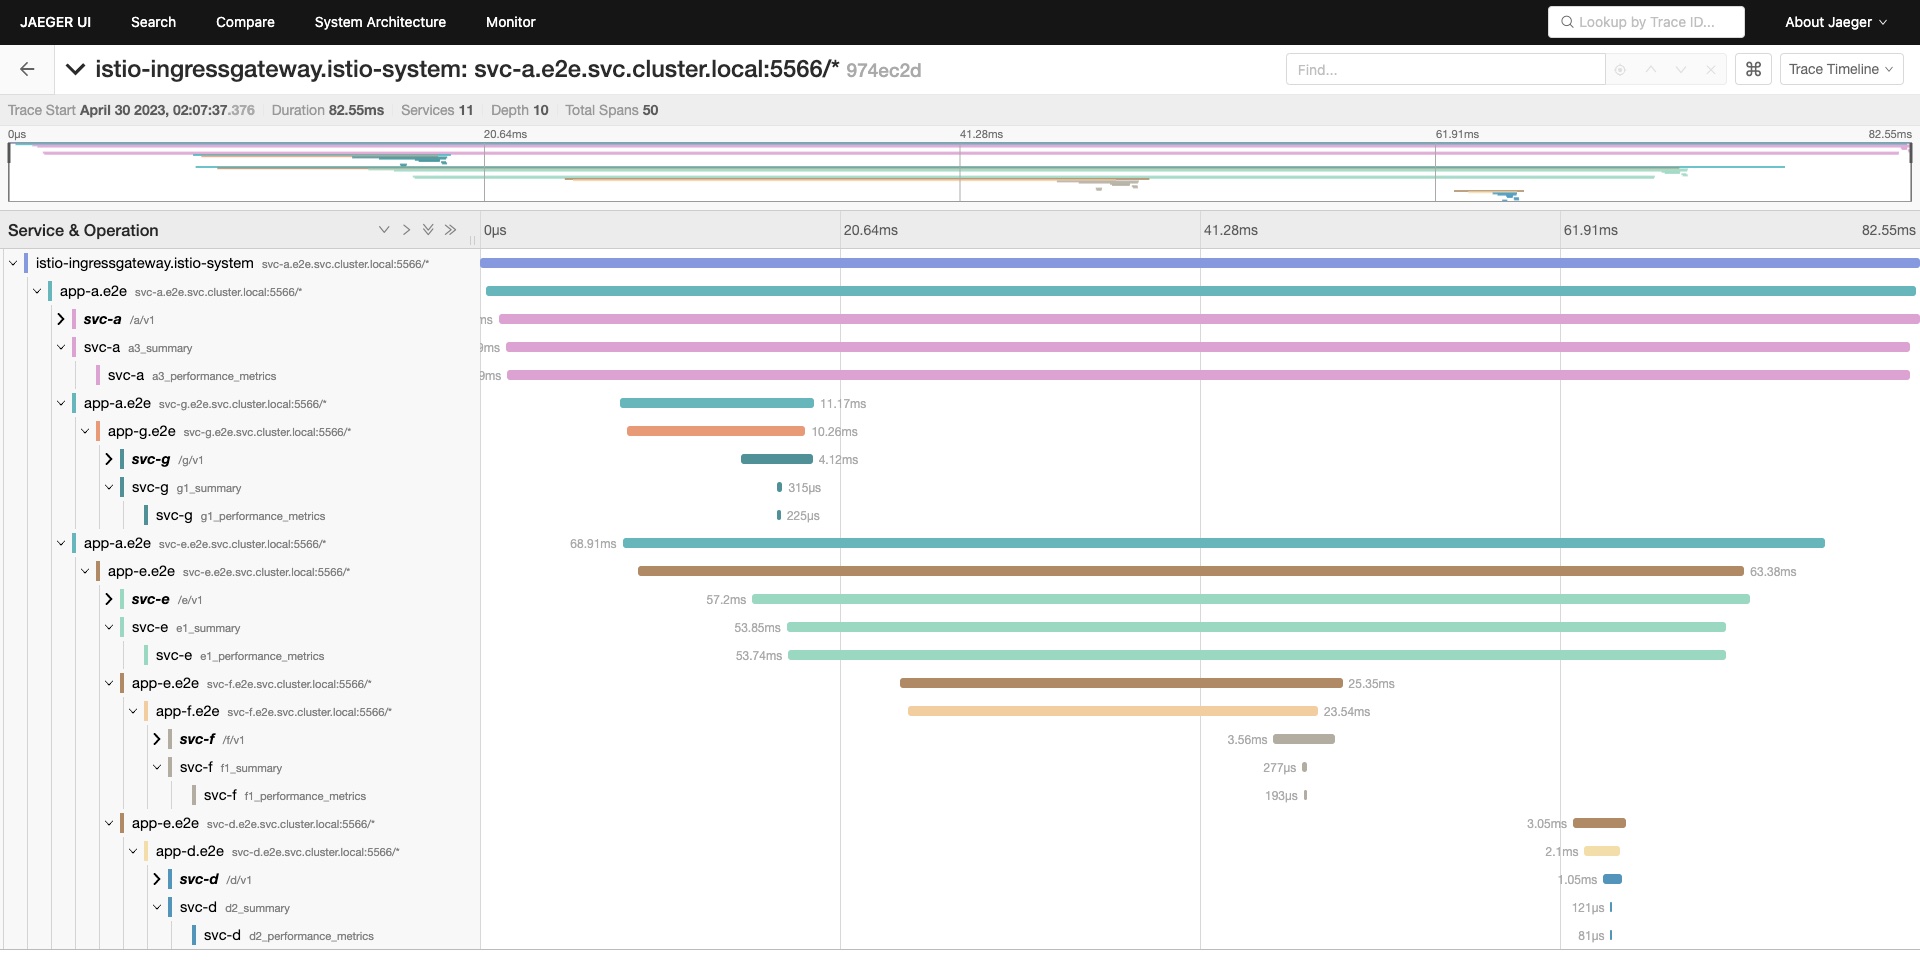 JAEGER UI Search Compare System Architecture Monitor Lookup by Trace ID... About Jaeger
istio-ingressgateway.istio-system: svc-a.e2e.svc.cluster.local:5566/* 974ec2d Find... ⌘ Trace Timeline
Trace Start April 30 2023, 02:07:37.376 Duration 82.55ms Services 11 Depth 10 Total Spans 50
0μs 20.64ms 41.28ms 61.91ms 82.55ms
Service & Operation 0μs 20.64ms 41.28ms 61.91ms 82.55ms
istio-ingressgateway.istio-system svc-a.e2e.svc.cluster.local:5566/*
app-a.e2e svc-a.e2e.svc.cluster.local:5566/*
svc-a /a/v1 ms
svc-a a3_summary 9ms
svc-a a3_performance_metrics 9ms
app-a.e2e svc-g.e2e.svc.cluster.local:5566/* 11.17ms
app-g.e2e svc-g.e2e.svc.cluster.local:5566/* 10.26ms
svc-g /g/v1 4.12ms
svc-g g1_summary 315μs
svc-g g1_performance_metrics 225μs
app-a.e2e svc-e.e2e.svc.cluster.local:5566/* 68.91ms
app-e.e2e svc-e.e2e.svc.cluster.local:5566/* 63.38ms
svc-e /e/v1 57.2ms
svc-e e1_summary 53.85ms
svc-e e1_performance_metrics 53.74ms
app-e.e2e svc-f.e2e.svc.cluster.local:5566/* 25.35ms
app-f.e2e svc-f.e2e.svc.cluster.local:5566/* 23.54ms
svc-f /f/v1 3.56ms
svc-f f1_summary 277μs
svc-f f1_performance_metrics 193μs
app-e.e2e svc-d.e2e.svc.cluster.local:5566/* 3.05ms
app-d.e2e svc-d.e2e.svc.cluster.local:5566/* 2.1ms
svc-d /d/v1 1.05ms
svc-d d2_summary 121μs
svc-d d2_performance_metrics 81μs